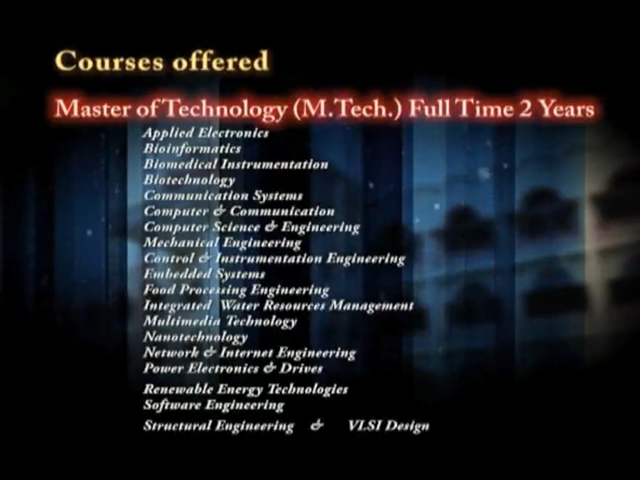 Courses offered
Master of Technology (M.Tech.) Full Time 2 Years
Applied Electronics
Bioinformatics
Biomedical Instrumentation
Biotechnology
Communication Systems
Computer & Communication
Computer Science & Engineering
Mechanical Engineering
Control & Instrumentation Engineering
Embedded Systems
Food Processing Engineering
Integrated Water Resources Management
Multimedia Technology
Nanotechnology
Network & Internet Engineering
Power Electronics & Drives
Renewable Energy Technologies
Software Engineering
Structural Engineering & VLSI Design